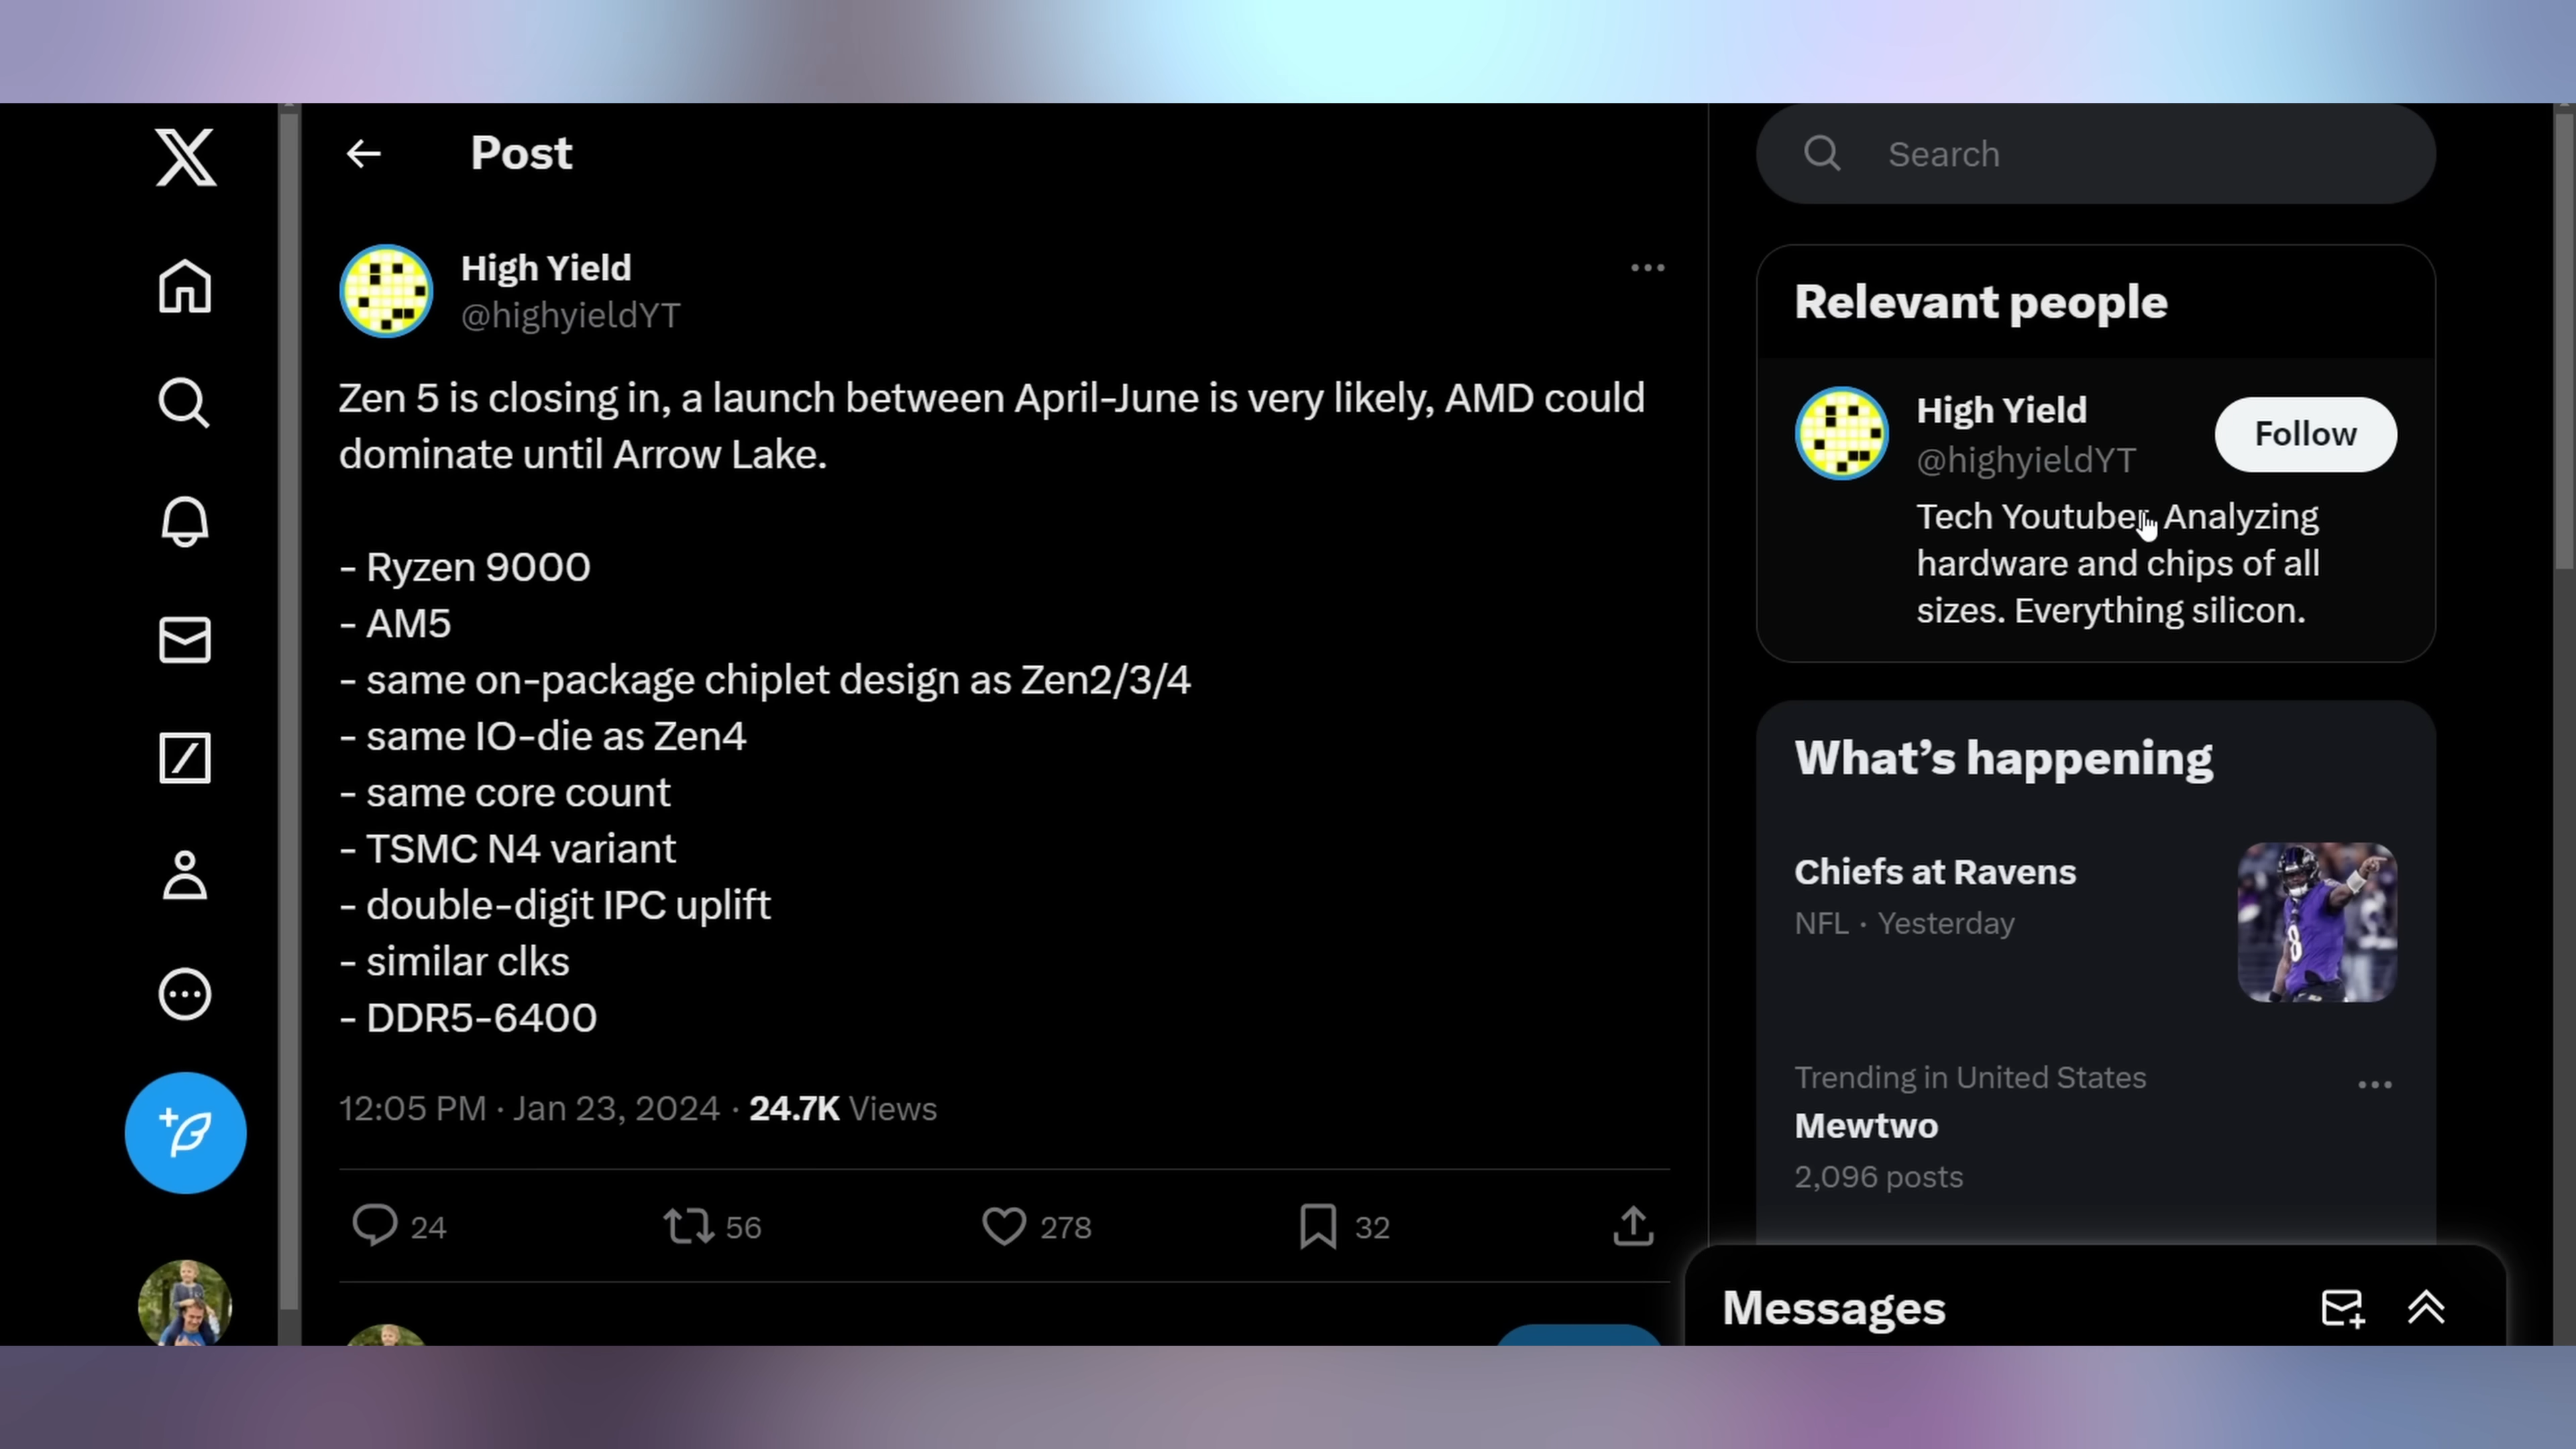 Post
High Yield
@highyieldYT
Zen 5 is closing in, a launch between April-June is very likely, AMD could
dominate until Arrow Lake.
- Ryzen 9000
- AM5
- same on-package chiplet design as Zen2/3/4
- same IO-die as Zen4
- same core count
- TSMC N4 variant
- double-digit IPC uplift
- similar clks
- DDR5-6400
12:05 PM · Jan 23, 2024 · 24.7K Views
24 56 278 32
Search
Relevant people
High Yield
@highyieldYT
Follow
Tech Youtuber. Analyzing
hardware and chips of all
sizes. Everything silicon.
What’s happening
Chiefs at Ravens
NFL · Yesterday
8
Trending in United States
Mewtwo
2,096 posts
Messages